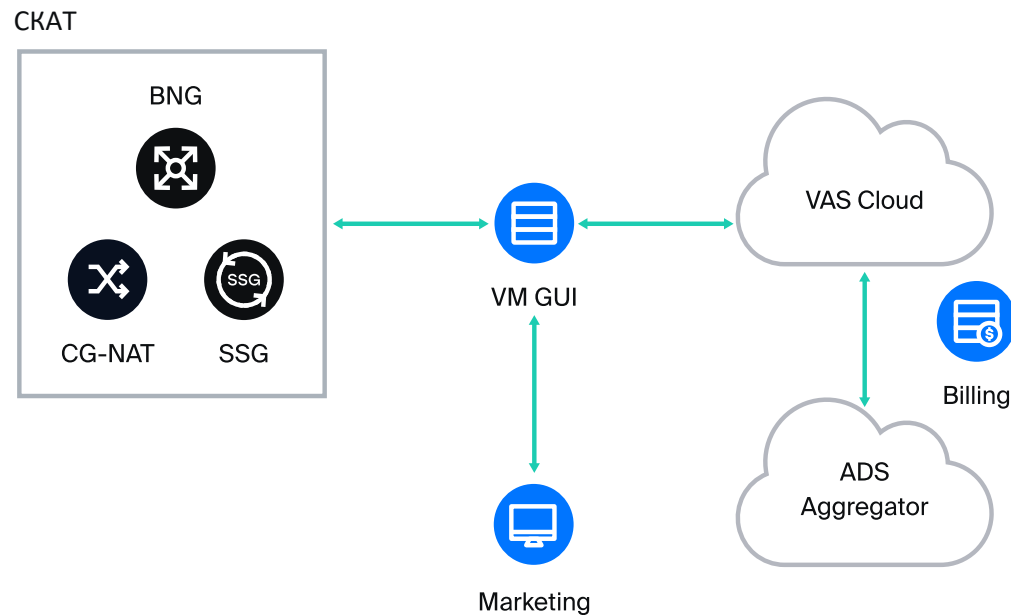 СКАТ
BNG
CG-NAT
SSG
SSG
VM GUI
Marketing
VAS Cloud
$
Billing
ADS
Aggregator